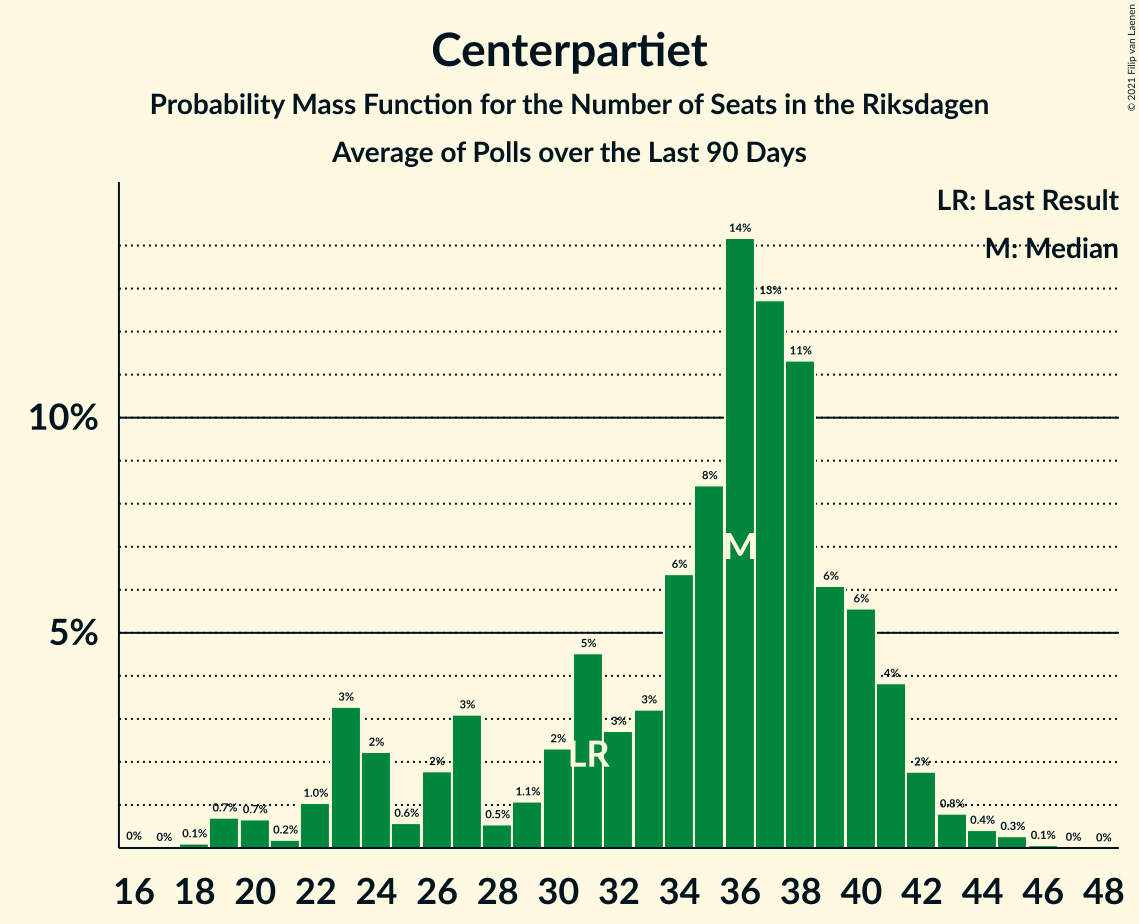 Centerpartiet
Probability Mass Function for the Number of Seats in the Riksdagen
Average of Polls over the Last 90 Days
© 2021 Filip van Laenen
LR: Last Result
M: Median
10%
5%
0% 0% 0.1% 0.7% 0.7% 0.2% 1.0% 3% 2% 0.6% 2% 3% 0.5% 1.1% 2% 5% 3% 3% 6% 8% 14% 13% 11% 6% 6% 4% 2% 0.8% 0.4% 0.3% 0.1% 0% 0%
LR
M
16 18 20 22 24 26 28 30 32 34 36 38 40 42 44 46 48